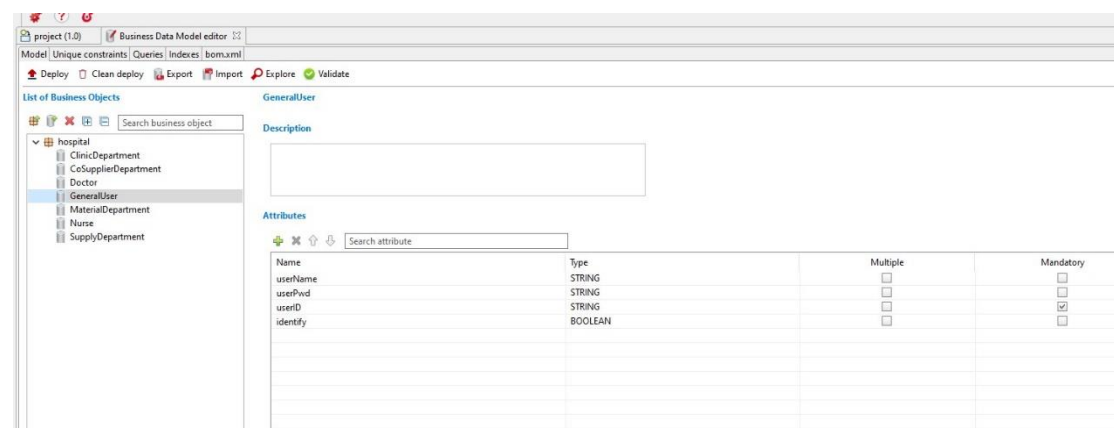 project (1.0) Business Data Model editor
Model Unique constraints Queries Indexes bom.xml
Deploy Clean deploy Export Import Explore Validate
List of Business Objects
Search business object
hospital
ClinicDepartment
CoSupplierDepartment
Doctor
GeneralUser
MaterialDepartment
Nurse
SupplyDepartment
GeneralUser
Description
Attributes
Search attribute
Name Type Multiple Mandatory
userName STRING
userPwd STRING
userID STRING
identify BOOLEAN